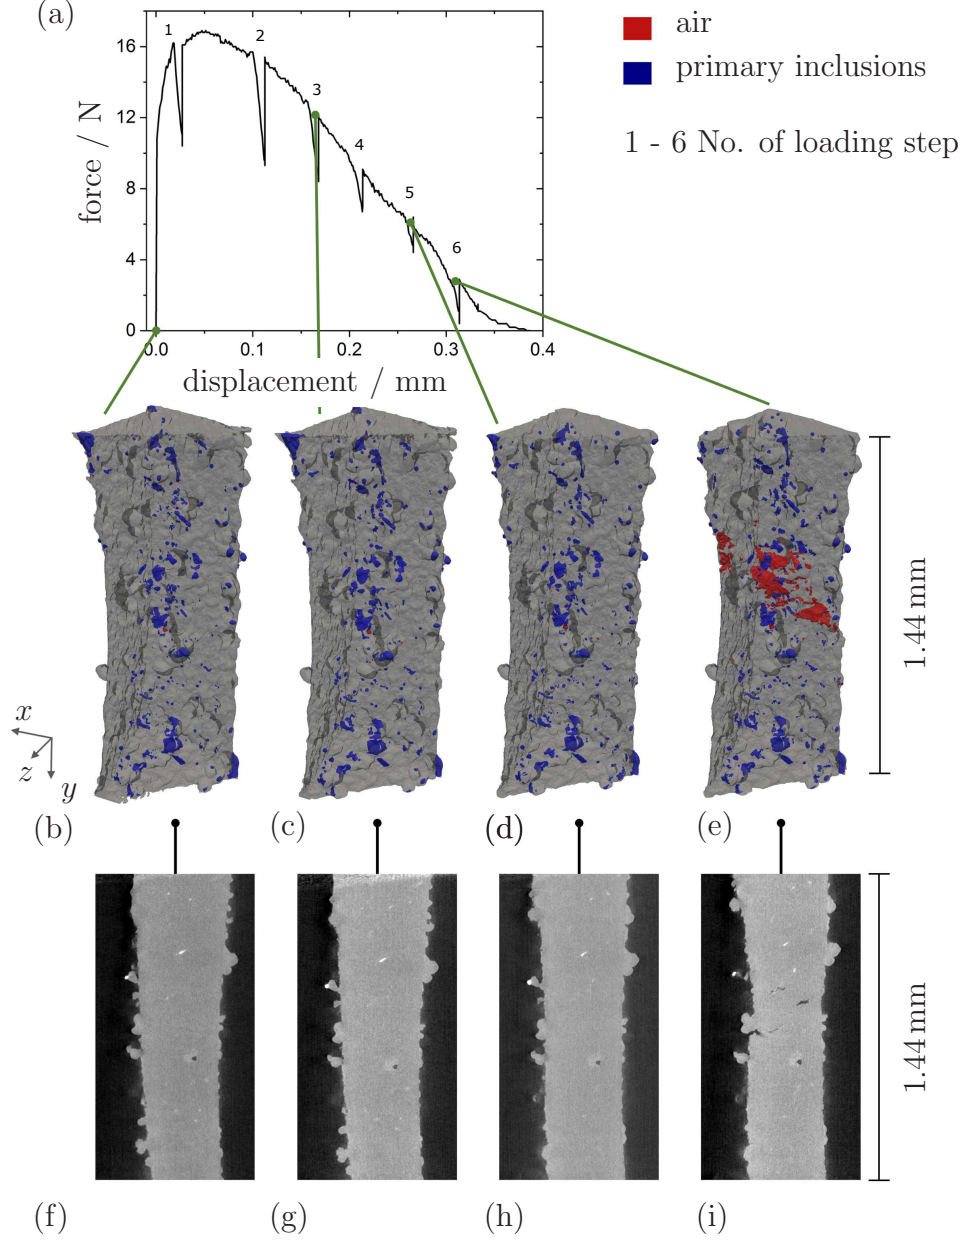 (a)
air
primary inclusions
1 - 6 No. of loading step
force / N
16
12
8
4
0
1
2
3
4
5
6
0.0
0.1
0.2
0.3
0.4
displacement / mm
1.44 mm
x
z
y
(b)
(c)
(d)
(e)
1.44 mm
(f)
(g)
(h)
(i)